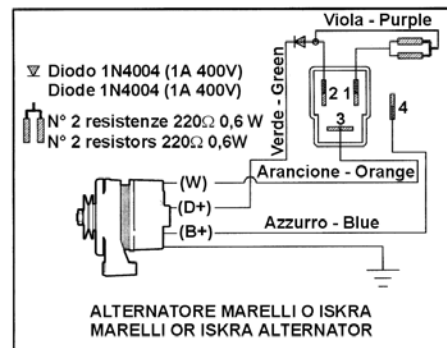 Viola - Purple
Diodo 1N4004 (1A 400V)
Diode 1N4004 (1A 400V)
N° 2 resistenze 220Ω 0,6 W
N° 2 resistors 220Ω 0,6W
Verde - Green
2 1
3
4
Arancione - Orange
(W)
(D+)
(B+)
Azzurro - Blue
ALTERNATORE MARELLI O ISKRA
MARELLI OR ISKRA ALTERNATOR